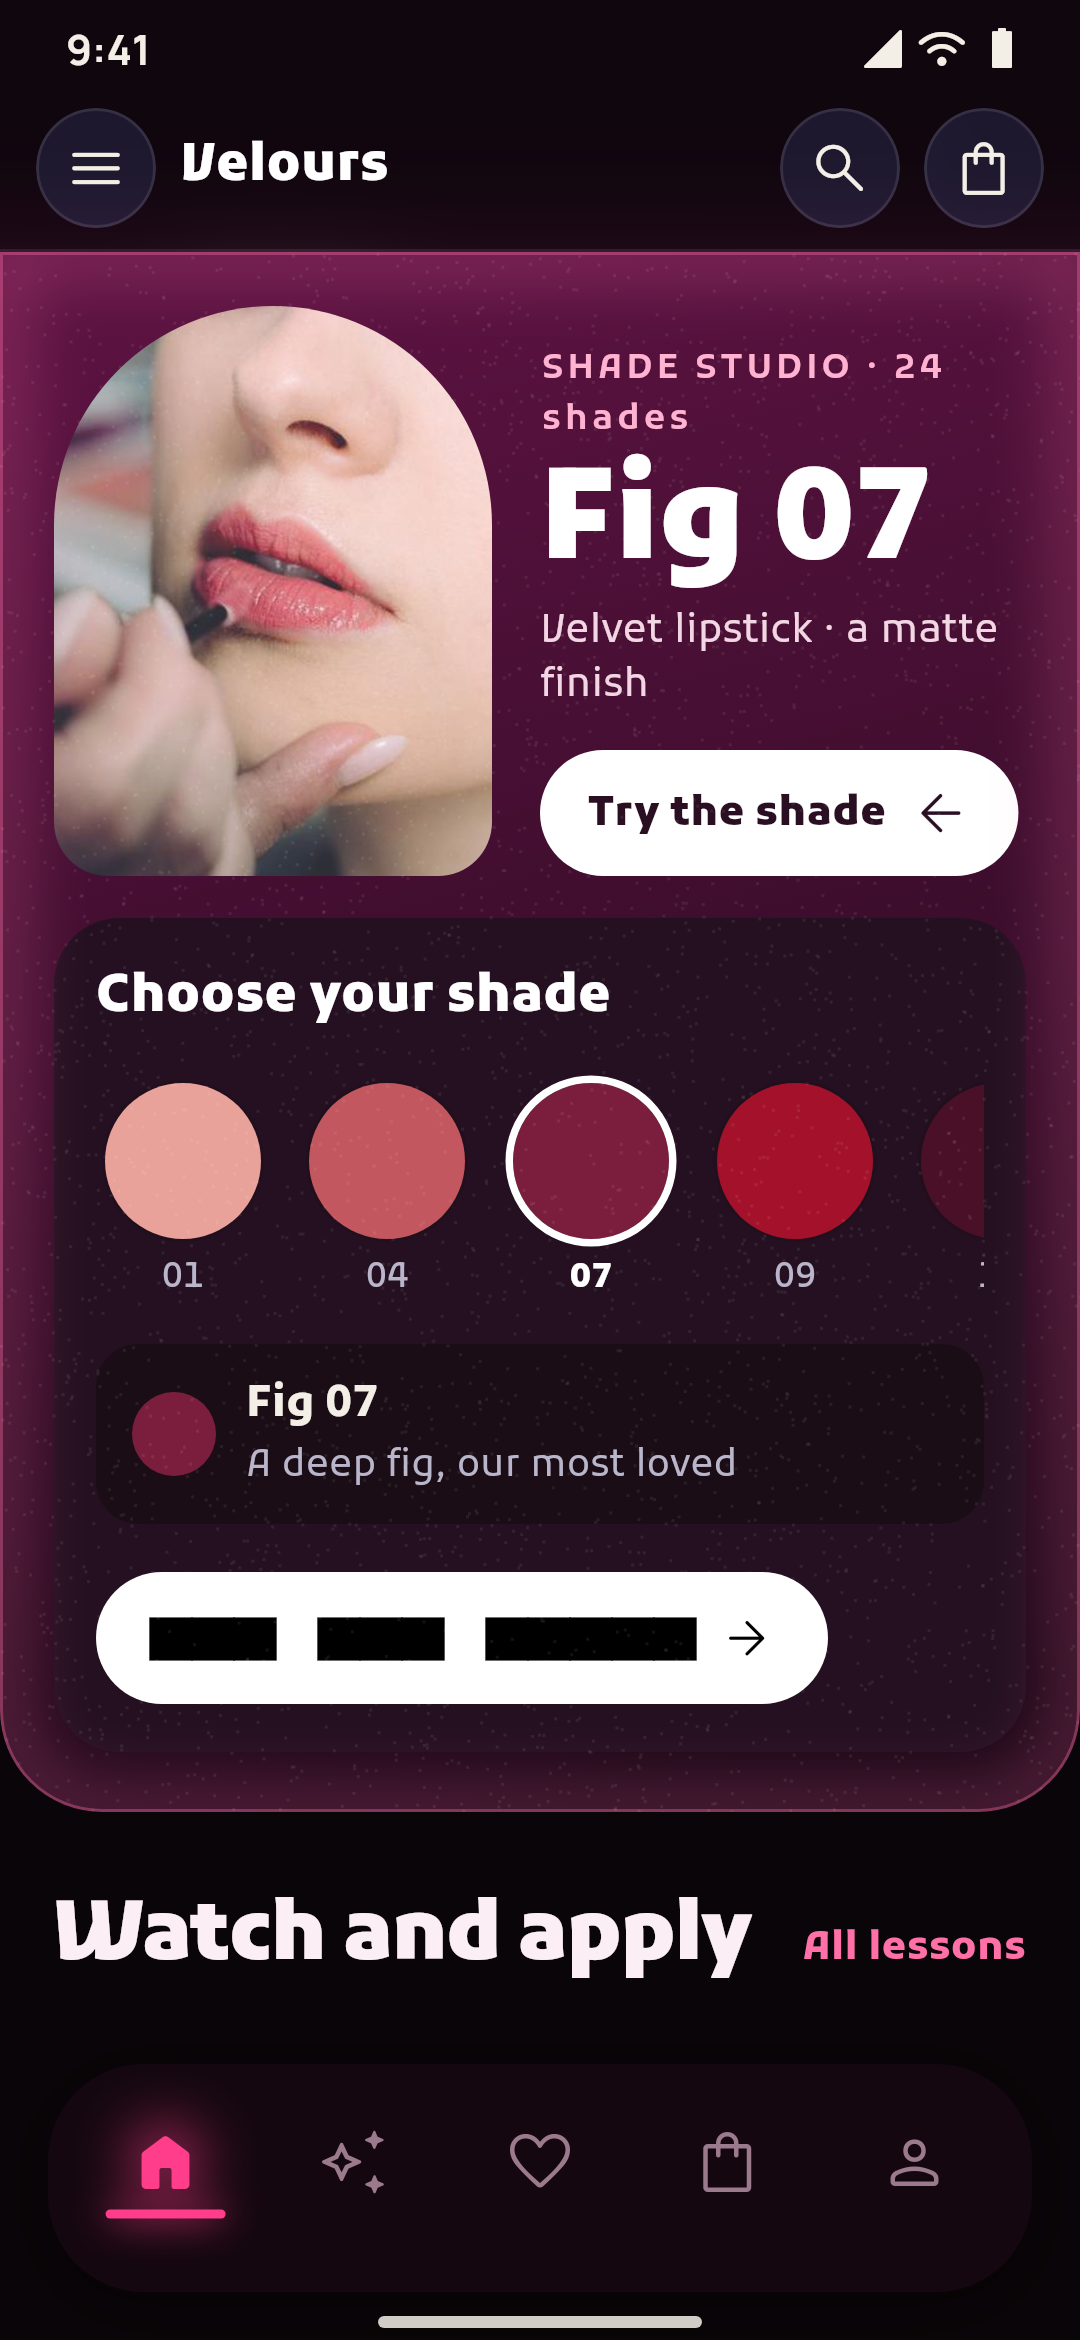 9:41
Velours
SHADE STUDIO · 24
shades
Fig 07
Velvet lipstick · a matte
finish
Try the shade
Choose your shade
01
04
07
09
Fig 07
A deep fig, our most loved
Watch and apply
All lessons